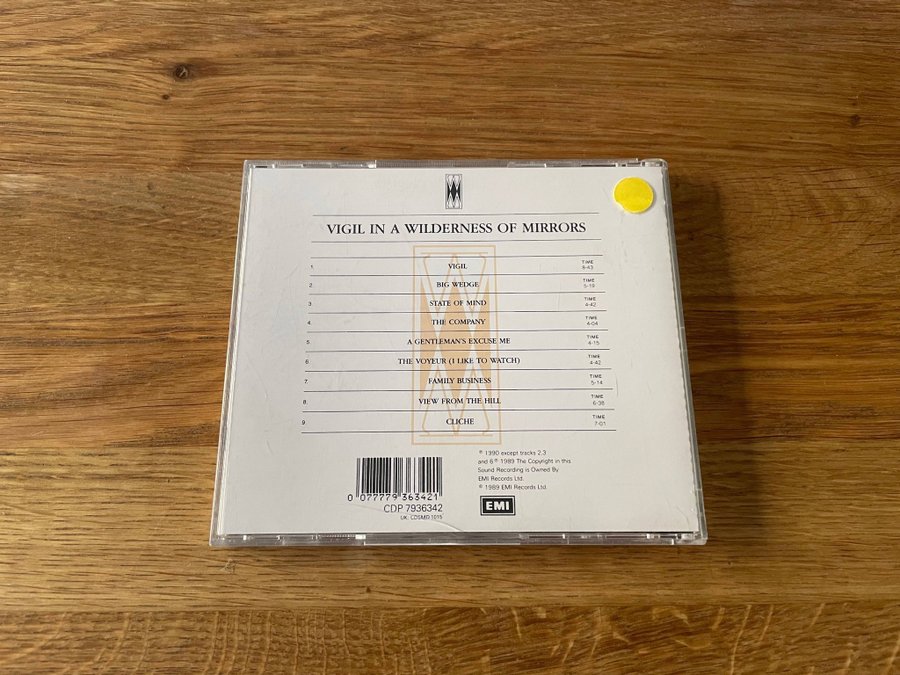 VIGIL IN A WILDERNESS OF MIRRORS
1. VIGIL TIME 8-43
2 BIG WEDGE TIME 5-19
3 STATE OF MIND TIME 4-42
4. THE COMPANY TIME 4-04
5. A GENTLEMAN'S EXCUSE ME TIME 4-15
6 THE VOYEUR (I LIKE TO WATCH) TIME 4-42
7. FAMILY BUSINESS TIME 5-14
8. VIEW FROM THE HILL TIME 6-38
9 CLICHE TIME 7-01
℗ 1990 except tracks 2,3
and 6 ℗ 1989 The Copyright in this
Sound Recording is Owned By
EMI Records Ltd.
© 1989 EMI Records Ltd.
0 077779 363421
CDP 7936342
UK: CDEMD 1015
EMI